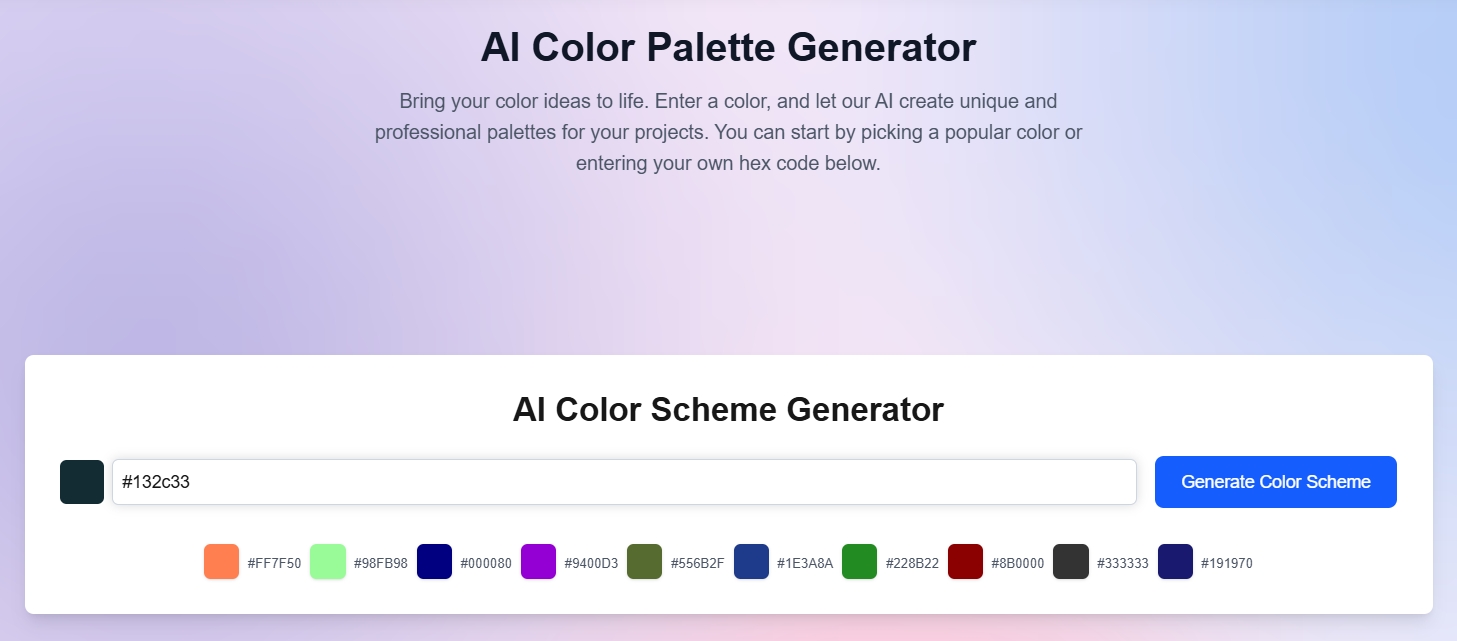 AI Color Palette Generator
Bring your color ideas to life. Enter a color, and let our AI create unique and
professional palettes for your projects. You can start by picking a popular color or
entering your own hex code below.
AI Color Scheme Generator
#132c33
Generate Color Scheme
#FF7F50 #98FB98 #000080 #9400D3 #556B2F #1E3A8A #228B22 #8B0000 #333333 #191970